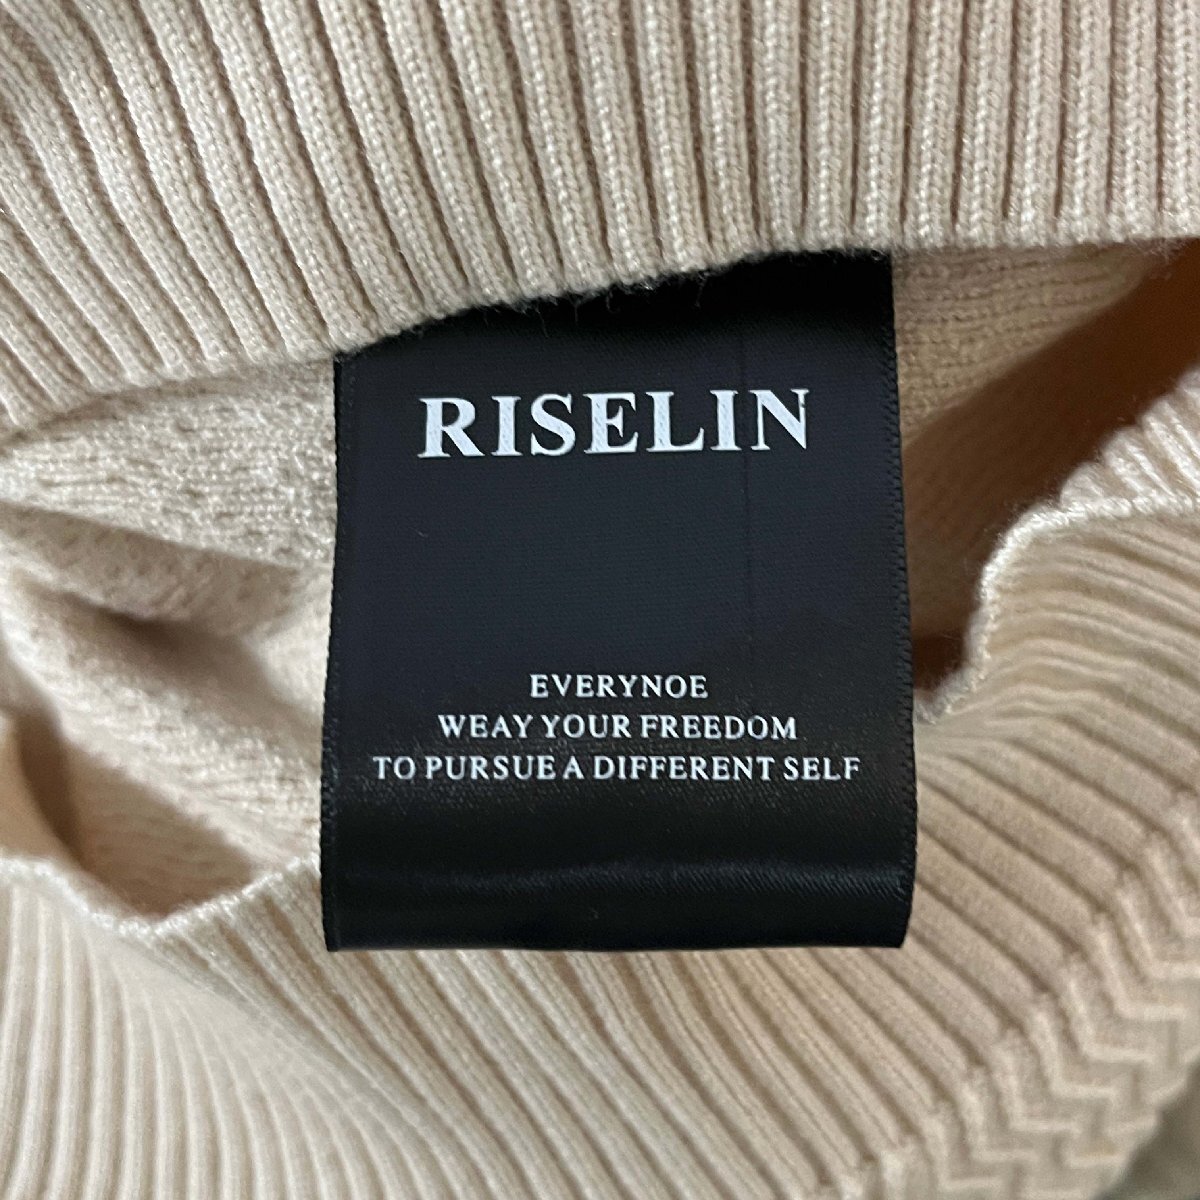 RISELIN
EVERYNOE
WEAY YOUR FREEDOM
TO PURSUE A DIFFERENT SELF